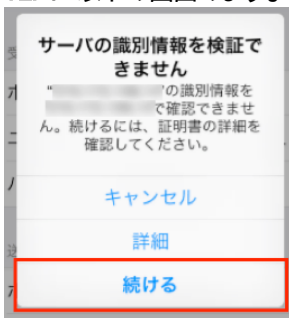 サーバの識別情報を検証で
きません
“ ”の識別情報を
で確認できませ
ん。続けるには、証明書の詳細を
確認してください。
キャンセル
詳細
続ける